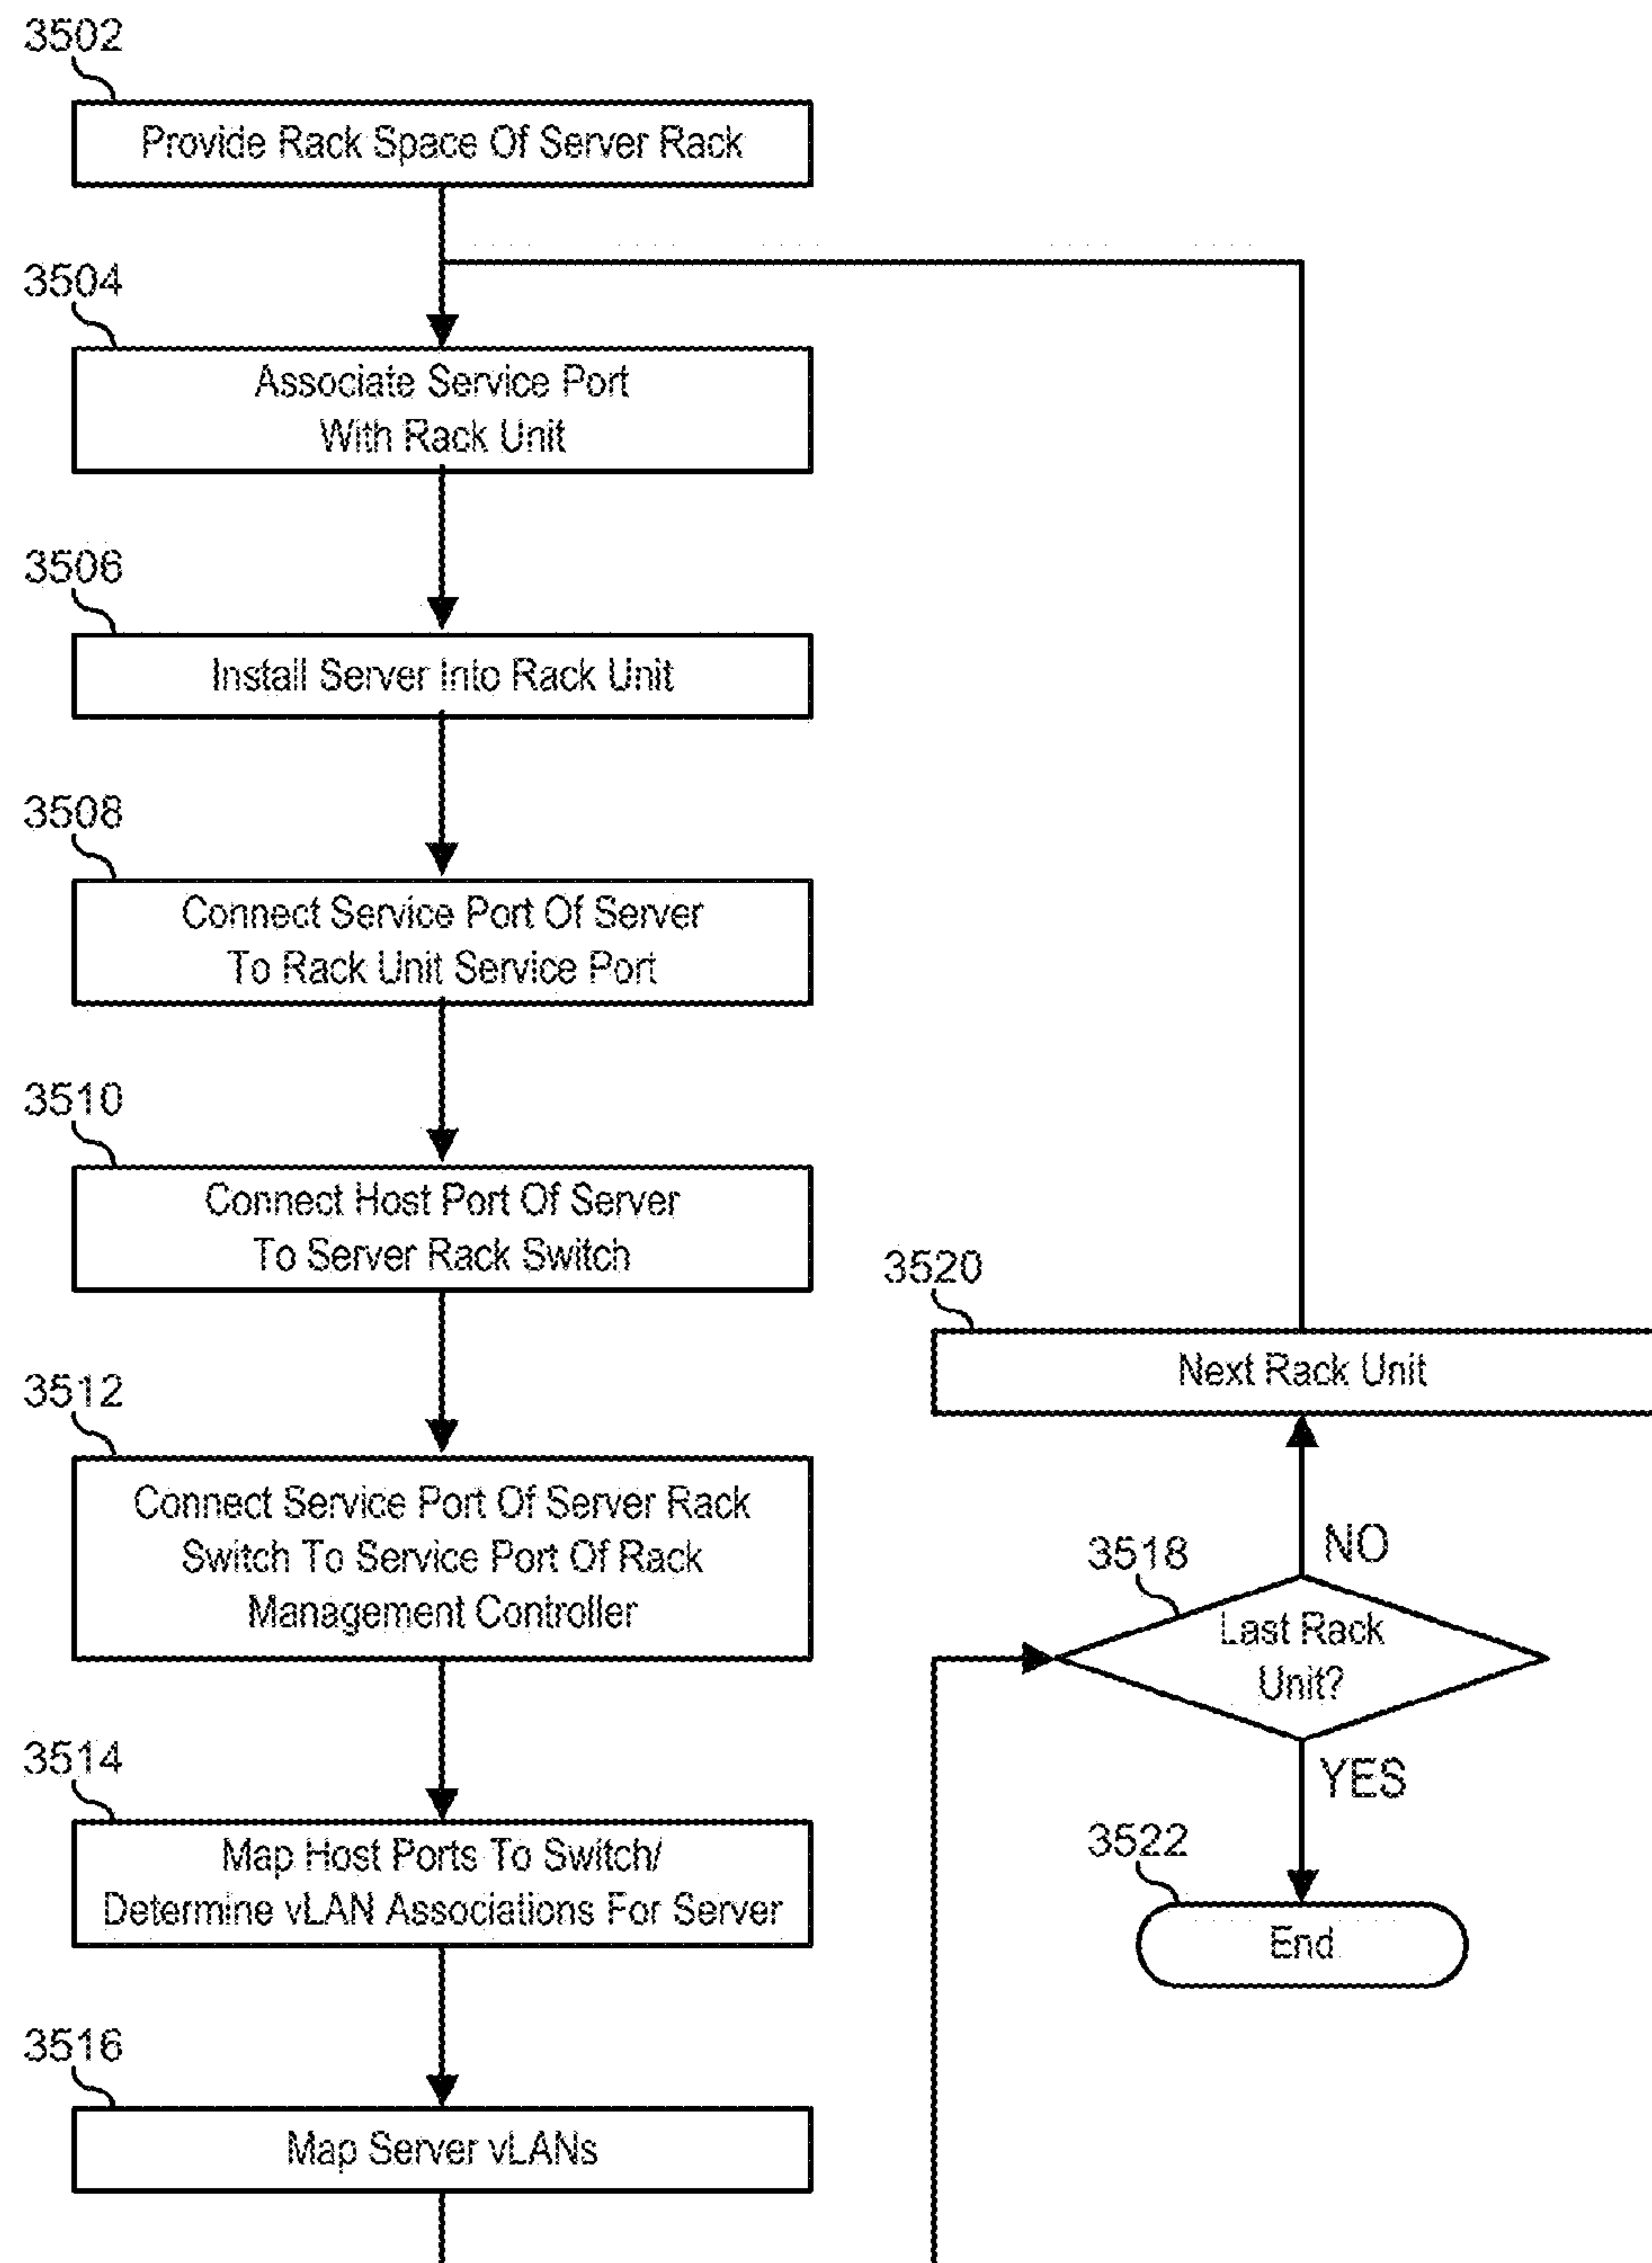 3502
Provide Rack Space Of Server Rack
3504
Associate Service Port
With Rack Unit
3506
Install Server Into Rack Unit
3508
Connect Service Port Of Server
To Rack Unit Service Port
3510
Connect Host Port Of Server
To Server Rack Switch
3512
Connect Service Port Of Server Rack
Switch To Service Port Of Rack
Management Controller
3514
Map Host Ports To Switch/
Determine vLAN Associations For Server
3516
Map Server vLANs
3520
Next Rack Unit
NO
3518
Last Rack
Unit?
YES
3522
End